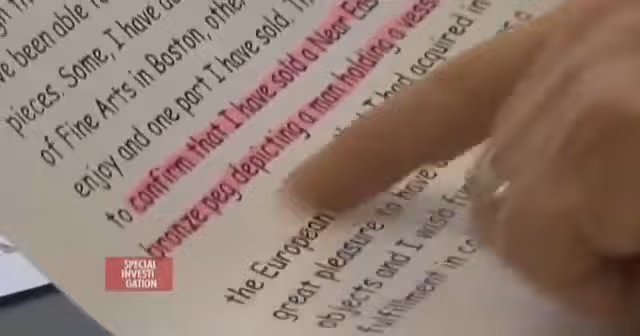 been able
pieces. Some, I have
of Fine Arts in Boston, other
enjoy and one part I have sold.
to confirm that I have sold a Near
bronze peg depicting a man holding a
I had acquired in
the European
great pleasure to have
objects and I wish
fulfillment in
SPECIAL
INVESTI
GATION